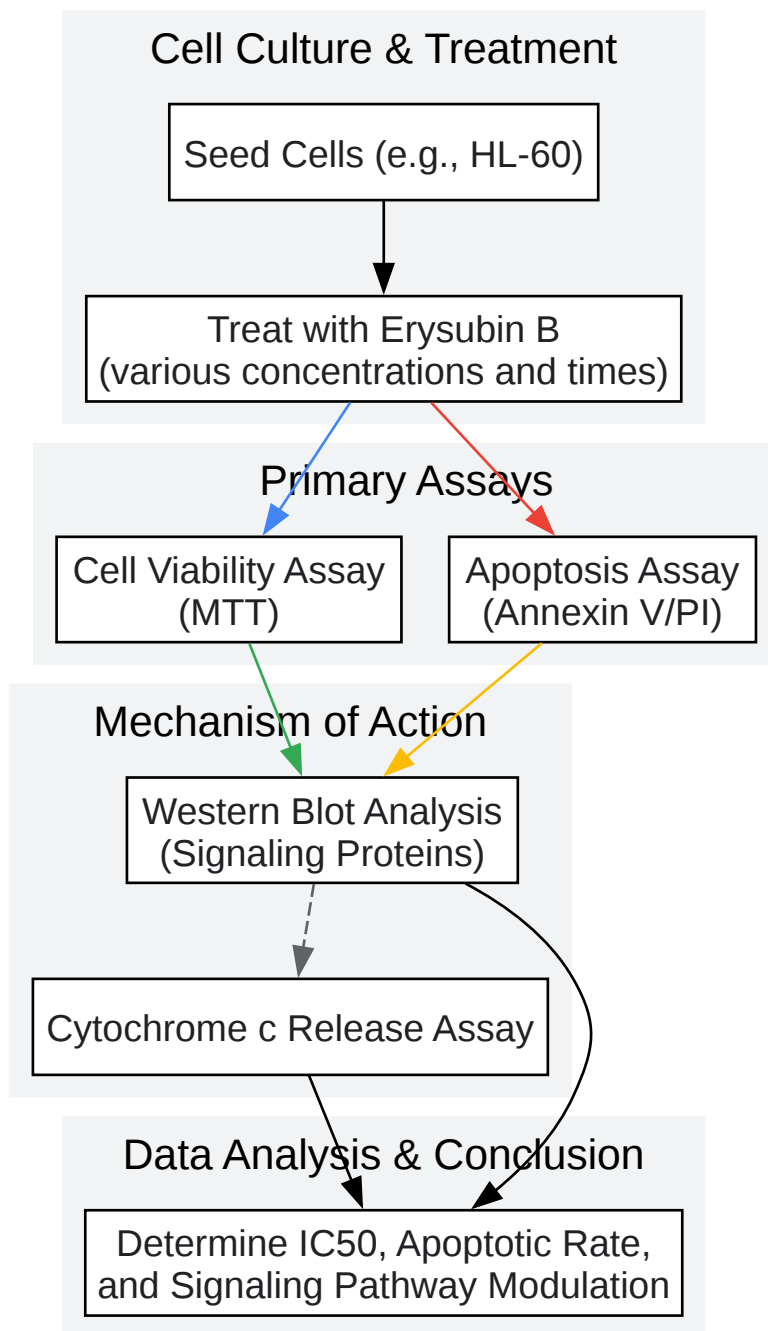 Cell Culture & Treatment
Seed Cells (e.g., HL-60)
Treat with Erysubin B
(various concentrations and times)
Primary Assays
Cell Viability Assay
(MTT)
Apoptosis Assay
(Annexin V/PI)
Mechanism of Action
Western Blot Analysis
(Signaling Proteins)
Cytochrome c Release Assay
Data Analysis & Conclusion
Determine IC50, Apoptotic Rate,
and Signaling Pathway Modulation